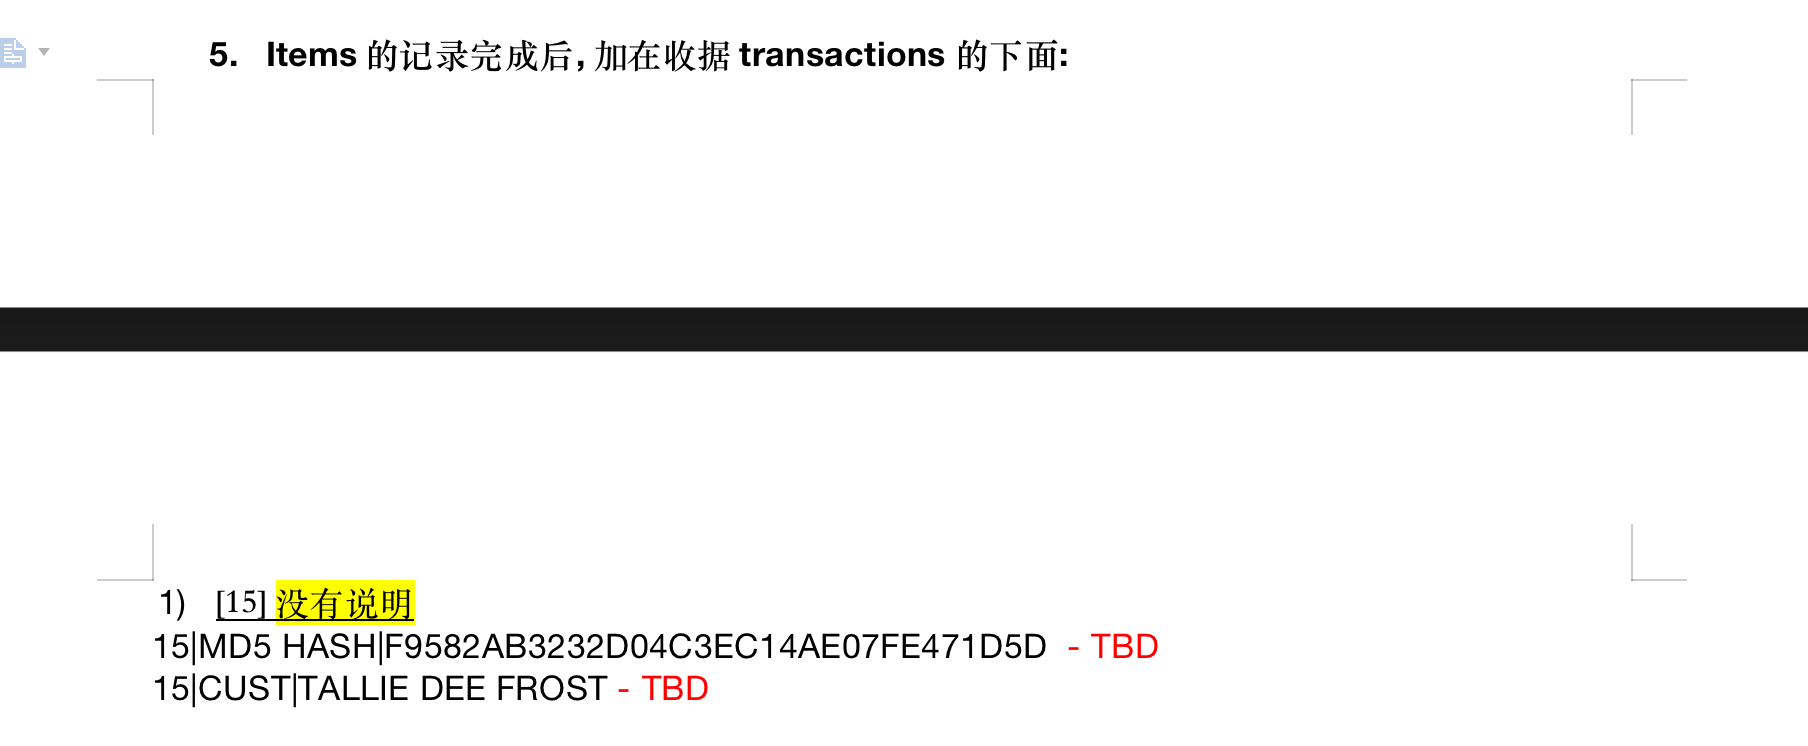 5. Items 的记录完成后, 加在收据 transactions 的下面:
1) [15] 没有说明
15|MD5 HASH|F9582AB3232D04C3EC14AE07FE471D5D - TBD
15|CUST|TALLIE DEE FROST - TBD